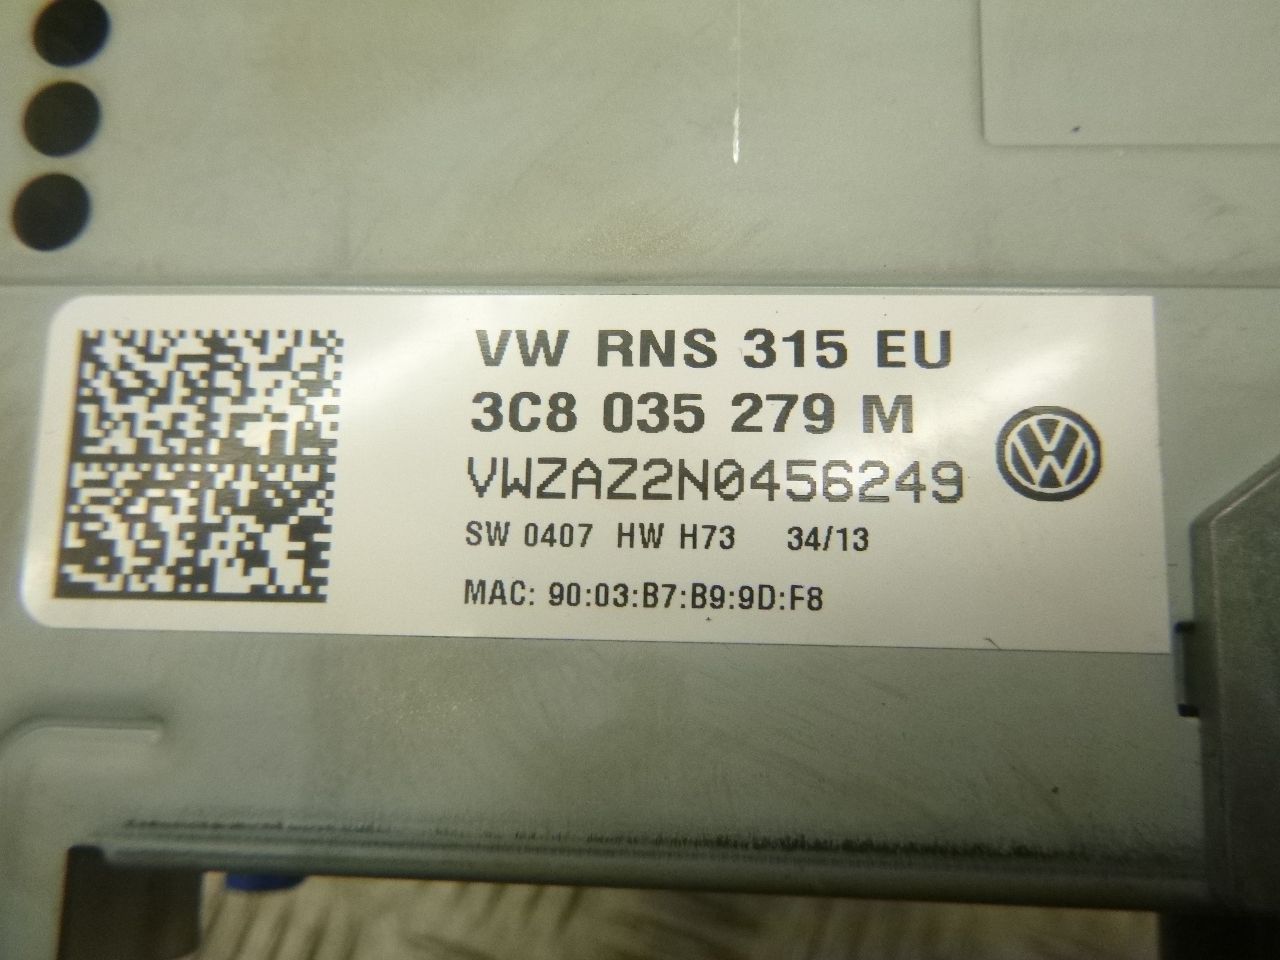 VW RNS 315 EU
3C8 035 279 M
VWZAZ2N0456249
SW 0407 HW H73 34/13
MAC: 90:03:B7:B9:9D:F8